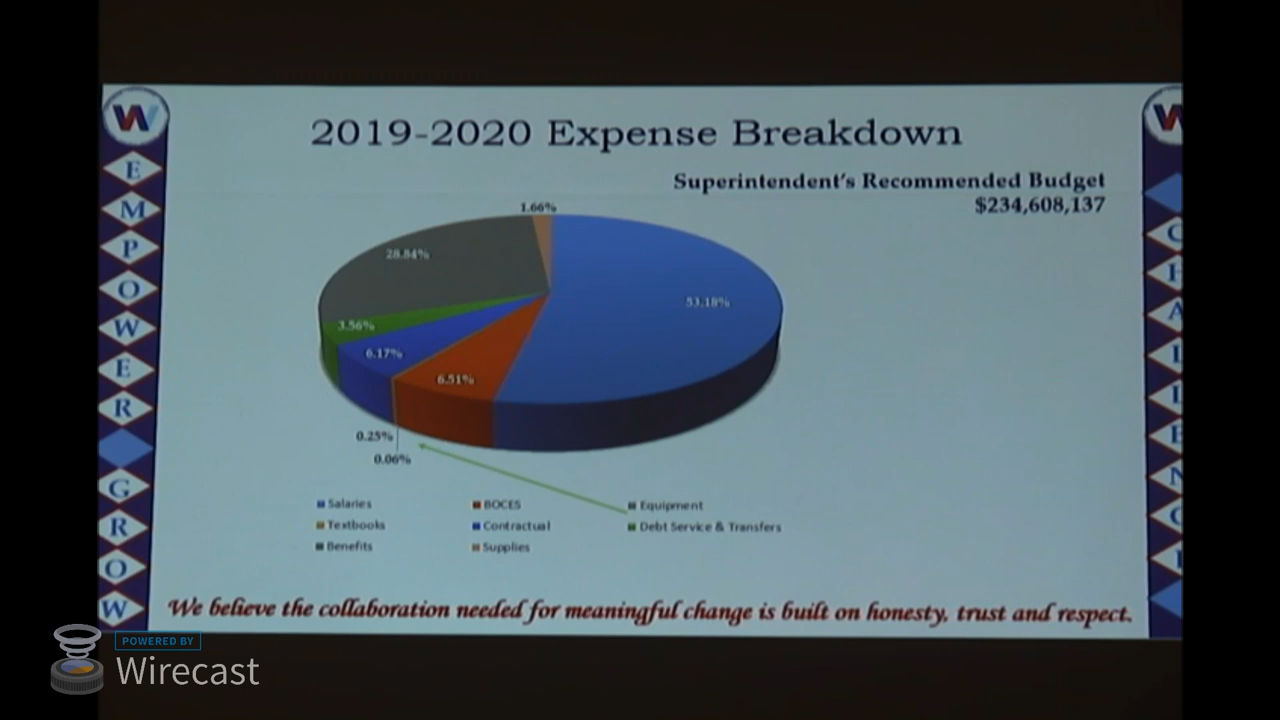 2019-2020 Expense Breakdown
Superintendent's Recommended Budget
$234,608,137
1.66%
28.84%
53.18%
3.56%
6.17%
6.51%
0.25%
0.06%
Salaries
BOCES
Equipment
Textbooks
Contractual
Debt Service & Transfers
Benefits
Supplies
We believe the collaboration needed for meaningful change is built on honesty, trust and respect.
W
E
M
P
O
W
E
R
G
R
O
W
W
C
H
A
L
L
E
N
G
E
POWERED BY
Wirecast